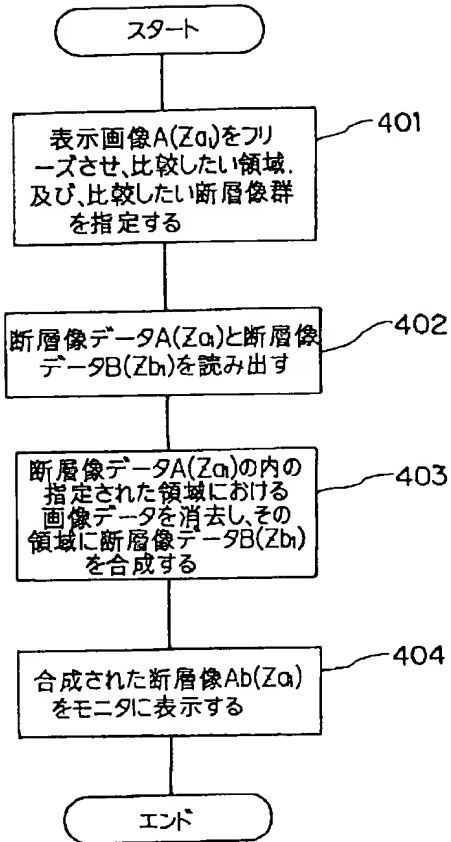 スタート
表示画像A(Za₁)をフリ
ーズさせ、比較したい領域.
及び、比較したい断層像群
を指定する
401
断層像データA(Za₁)と断層像
データB(Zb₁)を読み出す
402
断層像データA(Za₁)の内の
指定された領域における
画像データを消去し、その
領域に断層像データB(Zb₁)
を合成する
403
合成された断層像Ab(Za₁)
をモニタに表示する
404
エンド